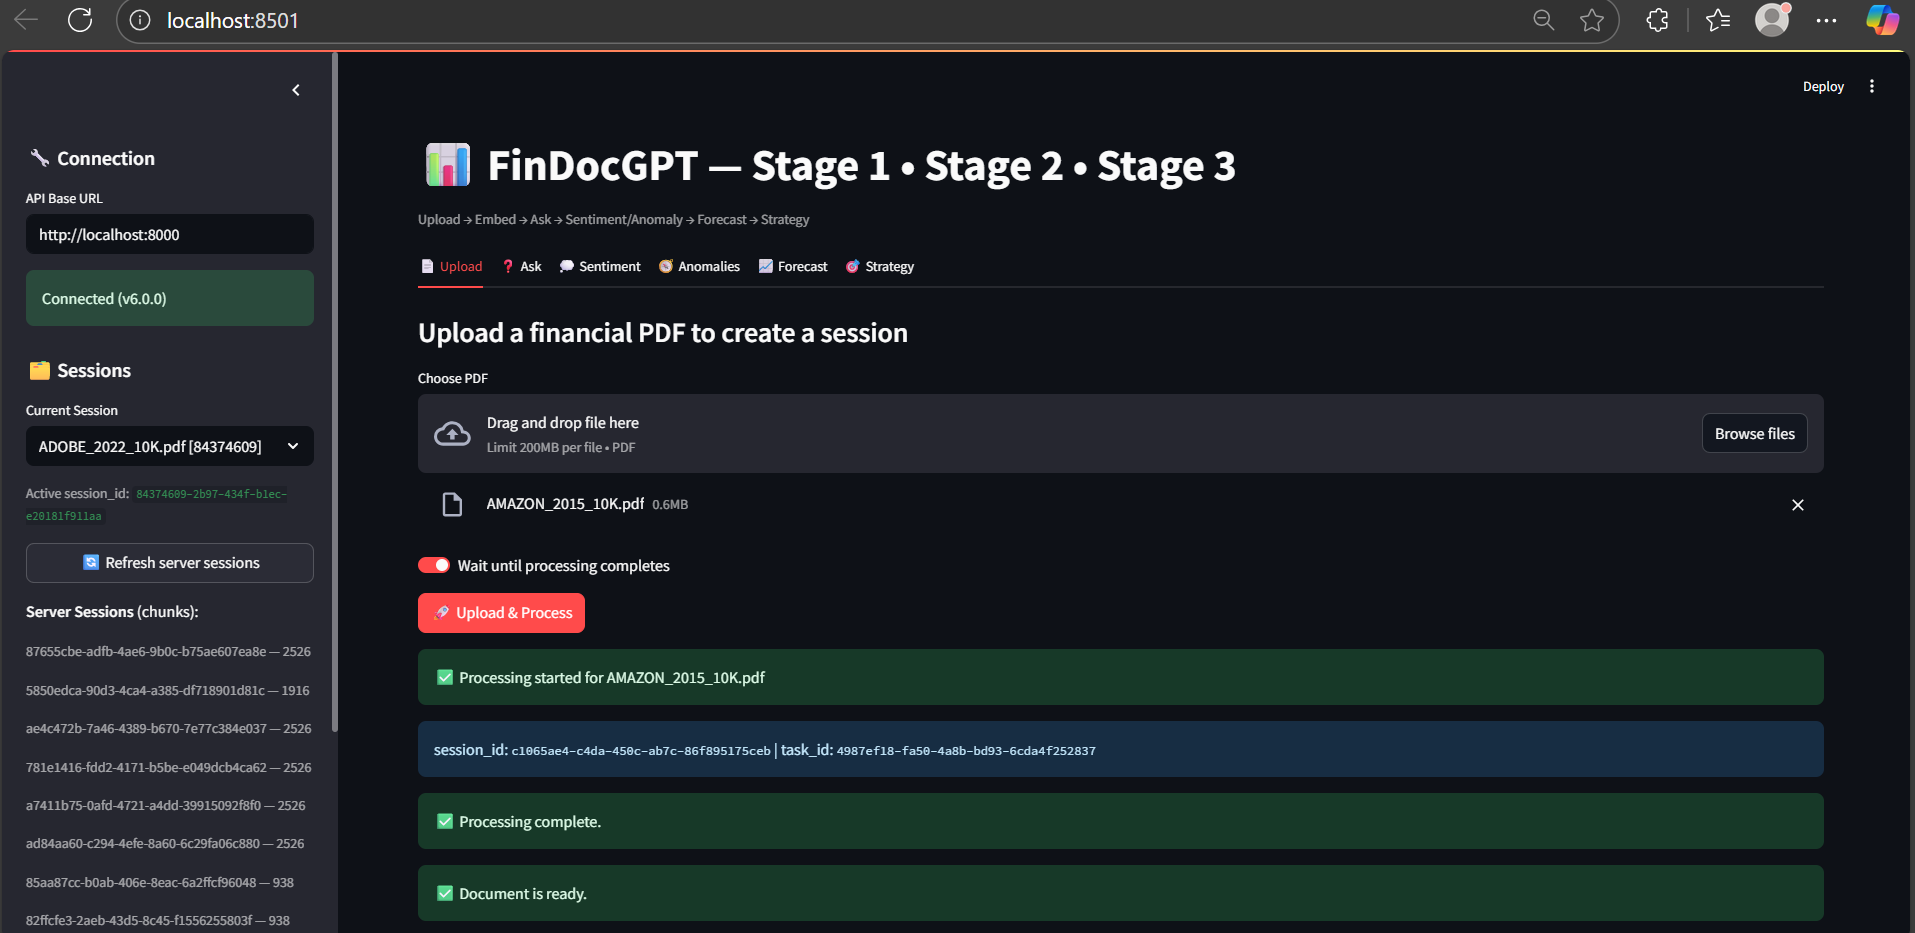 localhost:8501
Deploy
Connection
API Base URL
http://localhost:8000
Connected (v6.0.0)
Sessions
Current Session
ADOBE_2022_10K.pdf [84374609]
Active session_id: 84374609-2b97-434f-b1ec-
e20181f911aa
Refresh server sessions
Server Sessions (chunks):
87655cbe-adfb-4ae6-9b0c-b75ae607ea8e — 2526
5850edca-90d3-4ca4-a385-df718901d81c — 1916
ae4c472b-7a46-4389-b670-7e77c384e037 — 2526
781e1416-fdd2-4171-b5be-e049dcb4ca62 — 2526
a7411b75-0afd-4721-a4dd-39915092f8f0 — 2526
ad84aa60-c294-4efe-8a60-6c29fa06c880 — 2526
85aa87cc-b0ab-406e-8eac-6a2ffcf96048 — 938
82ffcfe3-2aeb-43d5-8c45-f1556255803f — 938
FinDocGPT — Stage 1 • Stage 2 • Stage 3
Upload → Embed → Ask → Sentiment/Anomaly → Forecast → Strategy
Upload Ask Sentiment Anomalies Forecast Strategy
Upload a financial PDF to create a session
Choose PDF
Drag and drop file here
Limit 200MB per file • PDF
Browse files
AMAZON_2015_10K.pdf 0.6MB
Wait until processing completes
Upload & Process
Processing started for AMAZON_2015_10K.pdf
session_id: c1065ae4-c4da-450c-ab7c-86f895175ceb | task_id: 4987ef18-fa50-4a8b-bd93-6cda4f252837
Processing complete.
Document is ready.